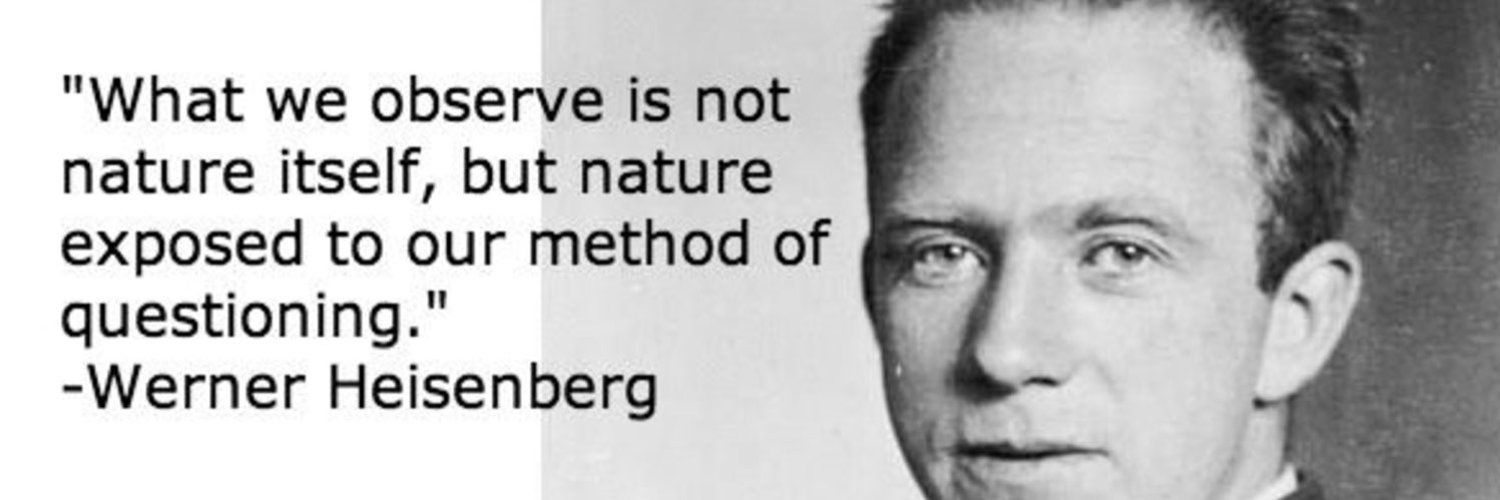 "What we observe is not
nature itself, but nature
exposed to our method of
questioning."
-Werner Heisenberg